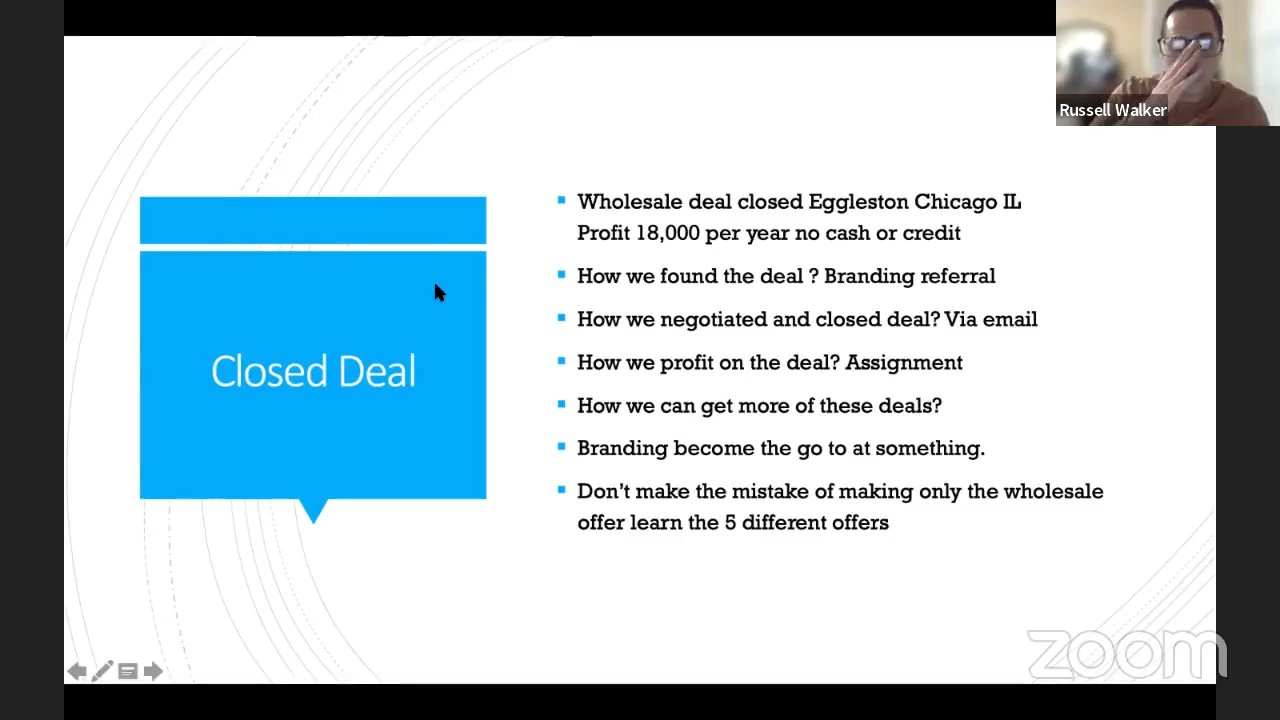 Russell Walker
Closed Deal
Wholesale deal closed Eggleston Chicago IL
Profit 18,000 per year no cash or credit
How we found the deal ? Branding referral
How we negotiated and closed deal? Via email
How we profit on the deal? Assignment
How we can get more of these deals?
Branding become the go to at something.
Don't make the mistake of making only the wholesale
offer learn the 5 different offers
zoom